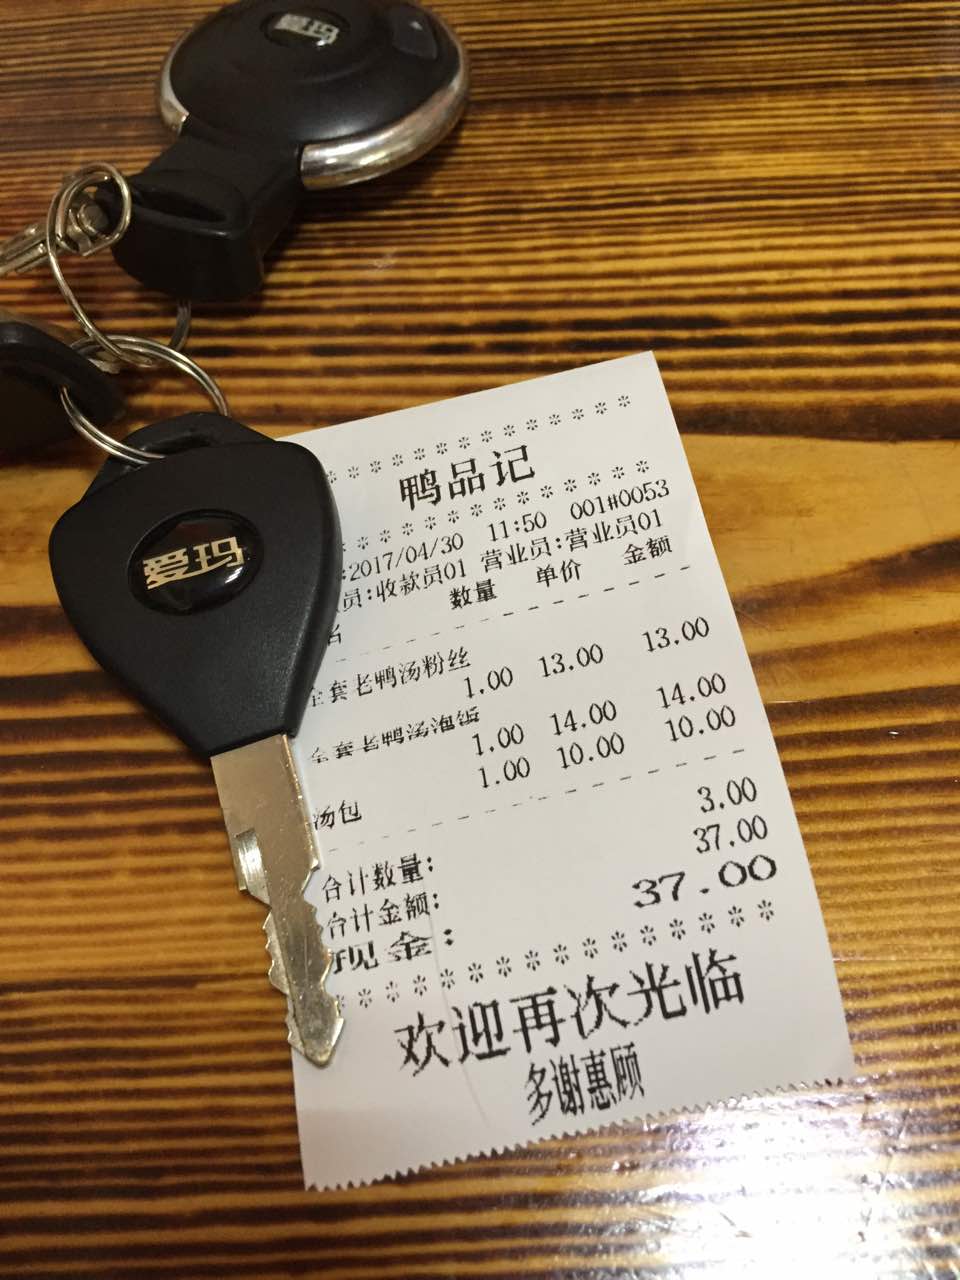 爱玛
* * * * * * * * * * * *
鸭品记
* * * * * * * * * * * *
:2017/04/30 11:50 001#0053
员:收款员01 营业员:营业员01
数量 单价 金额
全套老鸭汤粉丝
1.00 13.00 13.00
全套老鸭汤泡饭
1.00 14.00 14.00
1.00 10.00 10.00
汤包
合计数量: 3.00
合计金额: 37.00
现金: 37.00
* * * * * * * * * * * * * * * *
欢迎再次光临
多谢惠顾
爱玛